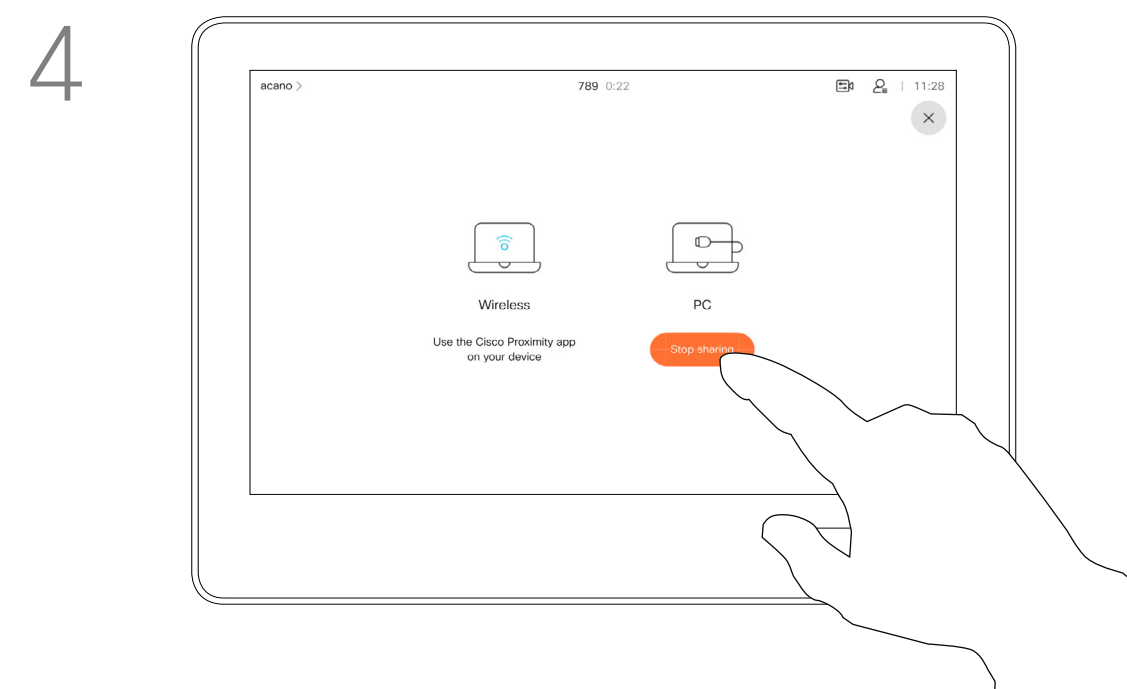 4
acano >
789 0:22
11:28
Wireless
PC
Use the Cisco Proximity app
on your device
Stop sharing